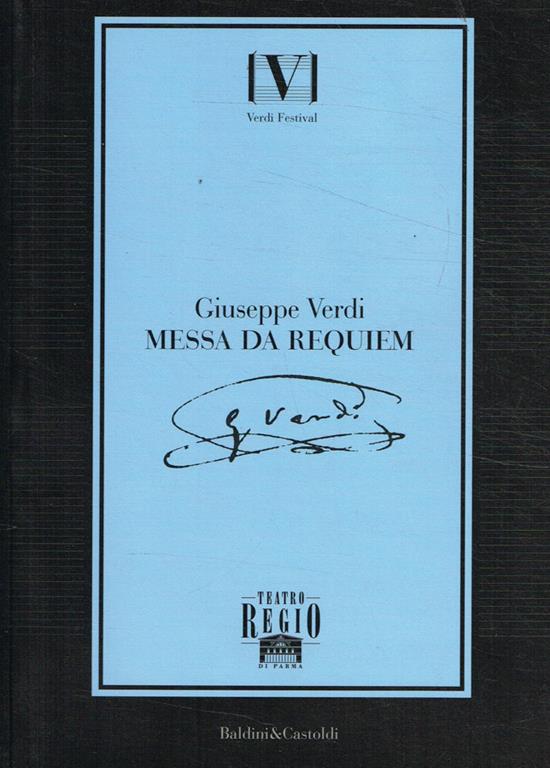 V
Verdi Festival
Giuseppe Verdi
MESSA DA REQUIEM
G Verdi
TEATRO
REGIO
DI PARMA
Baldini&Castoldi